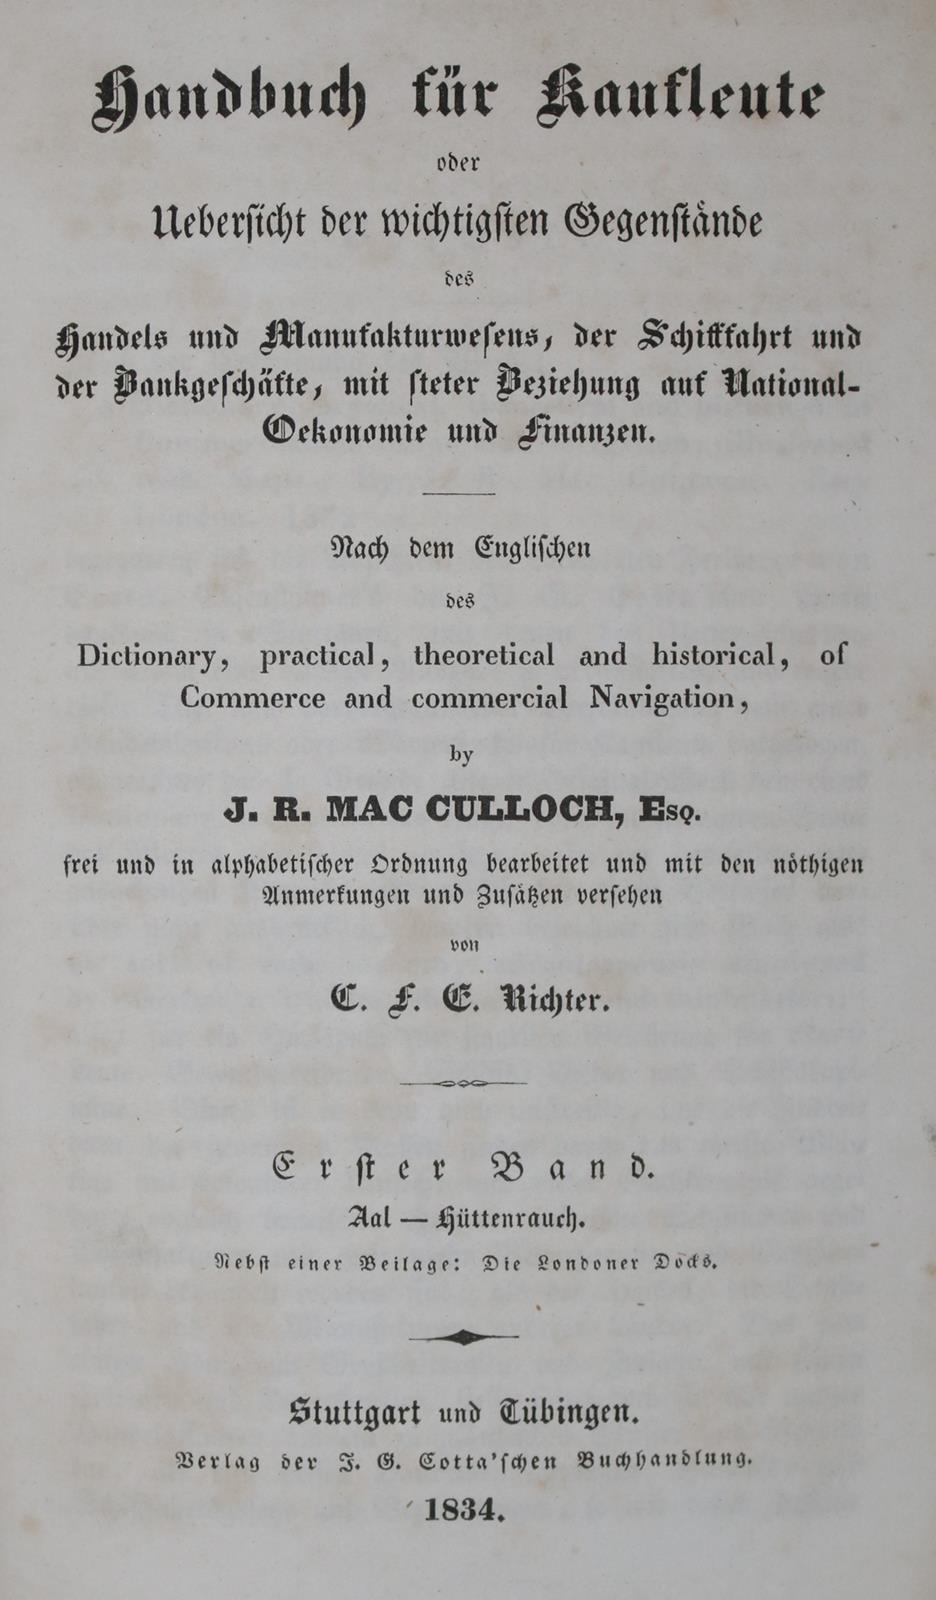 Handbuch für Kaufleute
oder
Uebersicht der wichtigsten Gegenstände
des
Handels und Manufakturwesens, der Schifffahrt und
der Bankgeschäfte, mit steter Beziehung auf National-
Oekonomie und Finanzen.
Nach dem Englischen
des
Dictionary, practical, theoretical and historical, of
Commerce and commercial Navigation,
by
J. R. MAC CULLOCH, Esq.
frei und in alphabetischer Ordnung bearbeitet und mit den nöthigen
Anmerkungen und Zusätzen versehen
von
C. F. E. Richter.
Erster Band.
Aal — Hüttenrauch.
Nebst einer Beilage: Die Londoner Docks.
Stuttgart und Tübingen.
Verlag der J. G. Cotta'schen Buchhandlung.
1834.